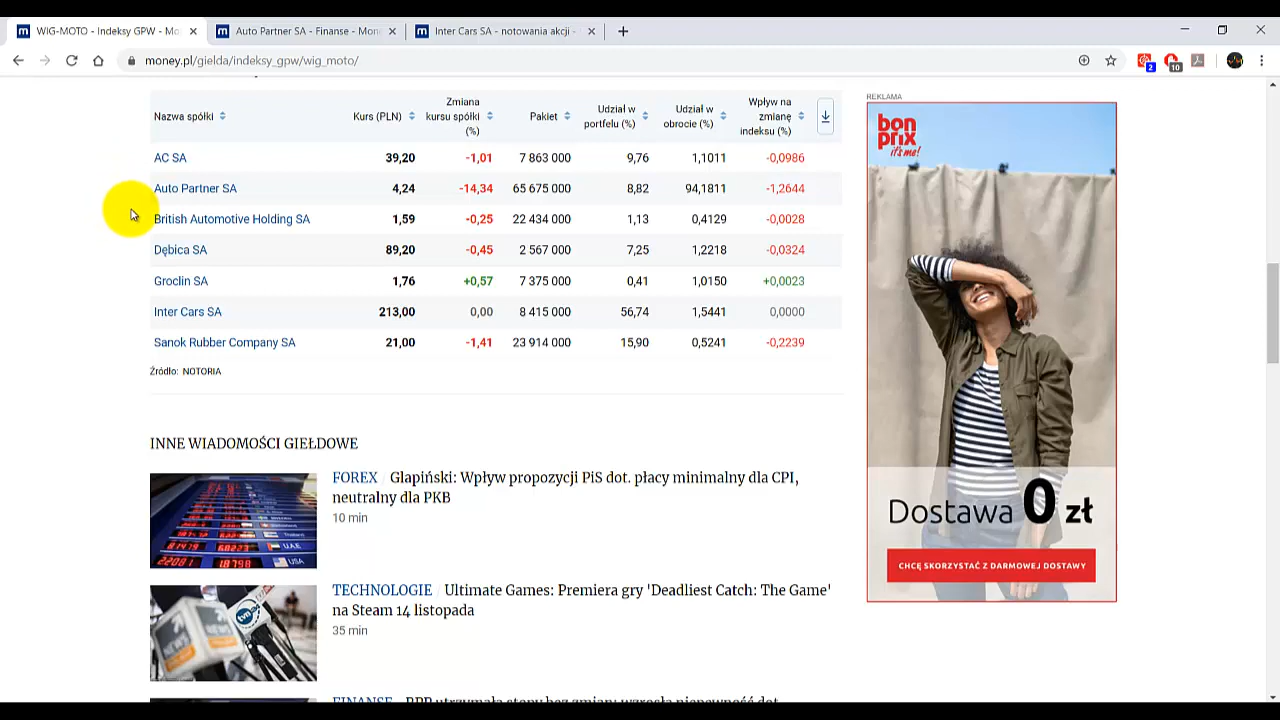 WIG-MOTO - Indeksy GPW - Mo
Auto Partner SA - Finanse - Mon
Inter Cars SA - notowania akcji -
money.pl/gielda/indeksy_gpw/wig_moto/
2
10
REKLAMA
Nazwa spółki Kurs (PLN) Zmiana kursu spółki (%) Pakiet Udział w portfelu (%) Udział w obrocie (%) Wpływ na zmianę indeksu (%)
AC SA 39,20 -1,01 7 863 000 9,76 1,1011 -0,0986
Auto Partner SA 4,24 -14,34 65 675 000 8,82 94,1811 -1,2644
British Automotive Holding SA 1,59 -0,25 22 434 000 1,13 0,4129 -0,0028
Dębica SA 89,20 -0,45 2 567 000 7,25 1,2218 -0,0324
Groclin SA 1,76 +0,57 7 375 000 0,41 1,0150 +0,0023
Inter Cars SA 213,00 0,00 8 415 000 56,74 1,5441 0,0000
Sanok Rubber Company SA 21,00 -1,41 23 914 000 15,90 0,5241 -0,2239
Źródło: NOTORIA
INNE WIADOMOŚCI GIEŁDOWE
FOREX Glapiński: Wpływ propozycji PiS dot. płacy minimalny dla CPI,
neutralny dla PKB
10 min
TECHNOLOGIE Ultimate Games: Premiera gry 'Deadliest Catch: The Game'
na Steam 14 listopada
35 min
bon
prix
it's me!
Dostawa 0 zł
CHCĘ SKORZYSTAĆ Z DARMOWEJ DOSTAWY